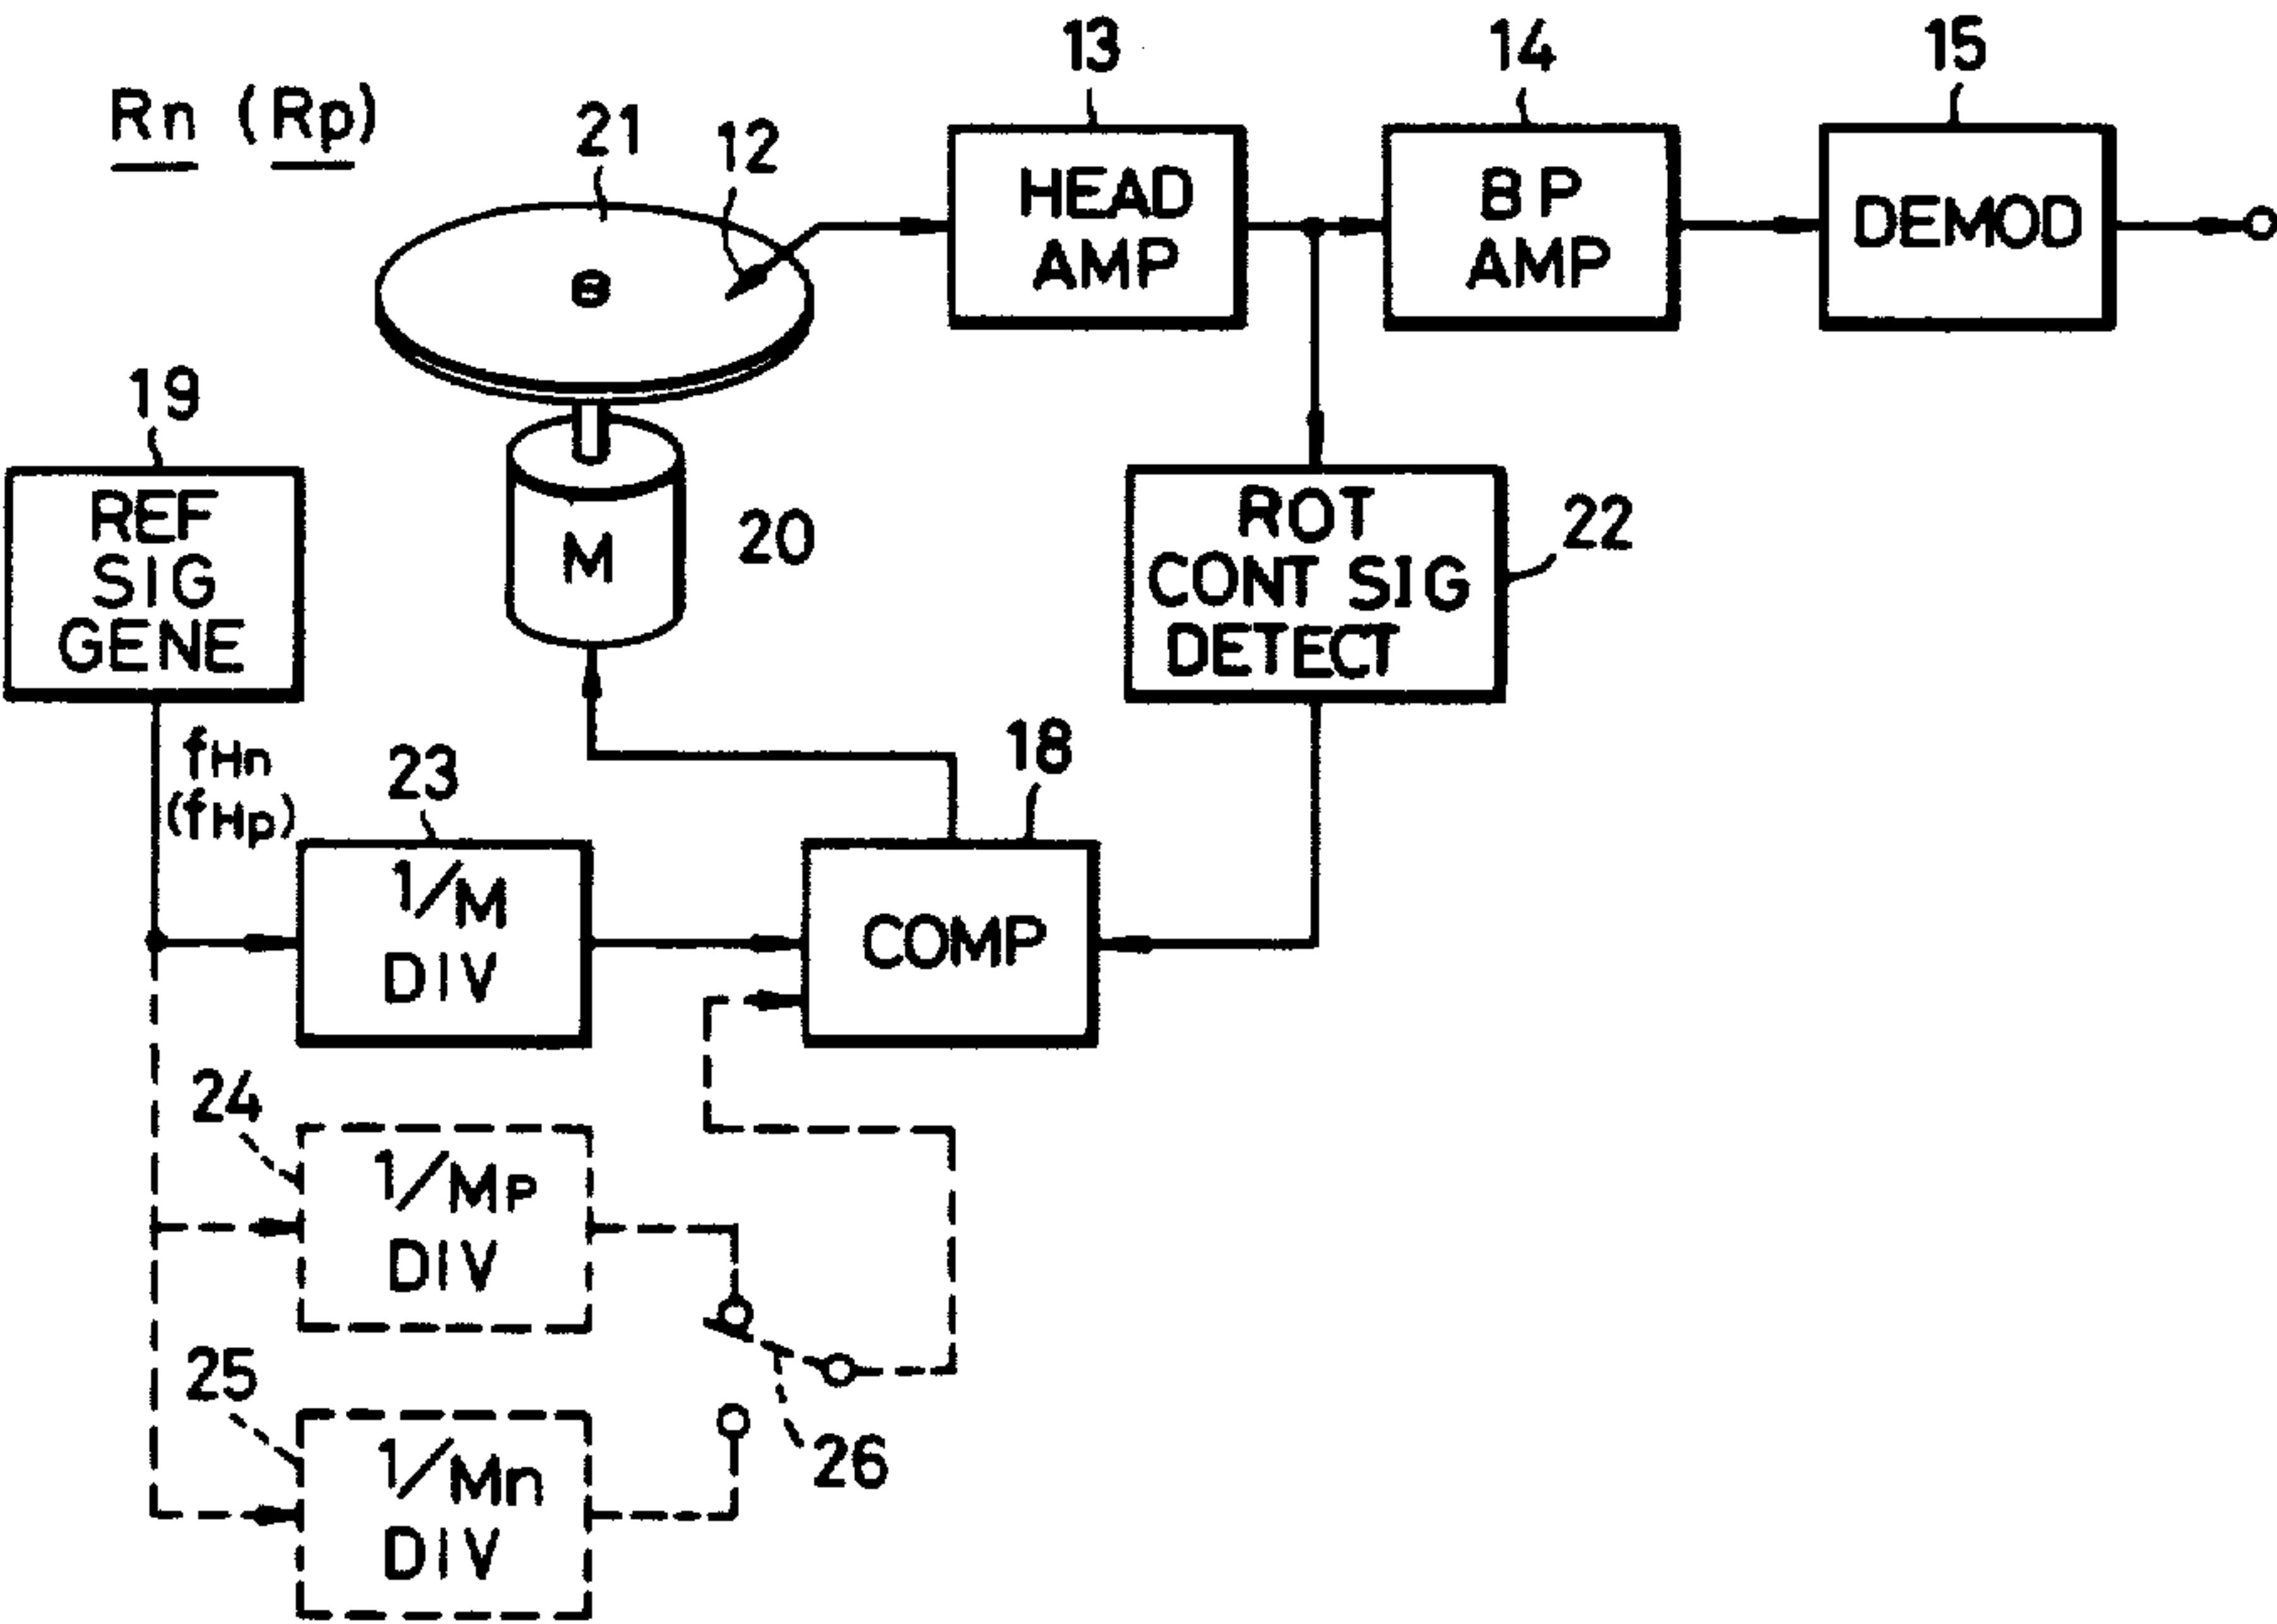 Rn (Rp)
21
12
13
HEAD
AMP
14
BP
AMP
15
DEMOD
19
REF
SIG
GENE
M
20
ROT
CONT SIG
DETECT
22
fHn
(fHp)
23
1/M
DIV
18
COMP
24
1/MP
DIV
25
1/Mn
DIV
26